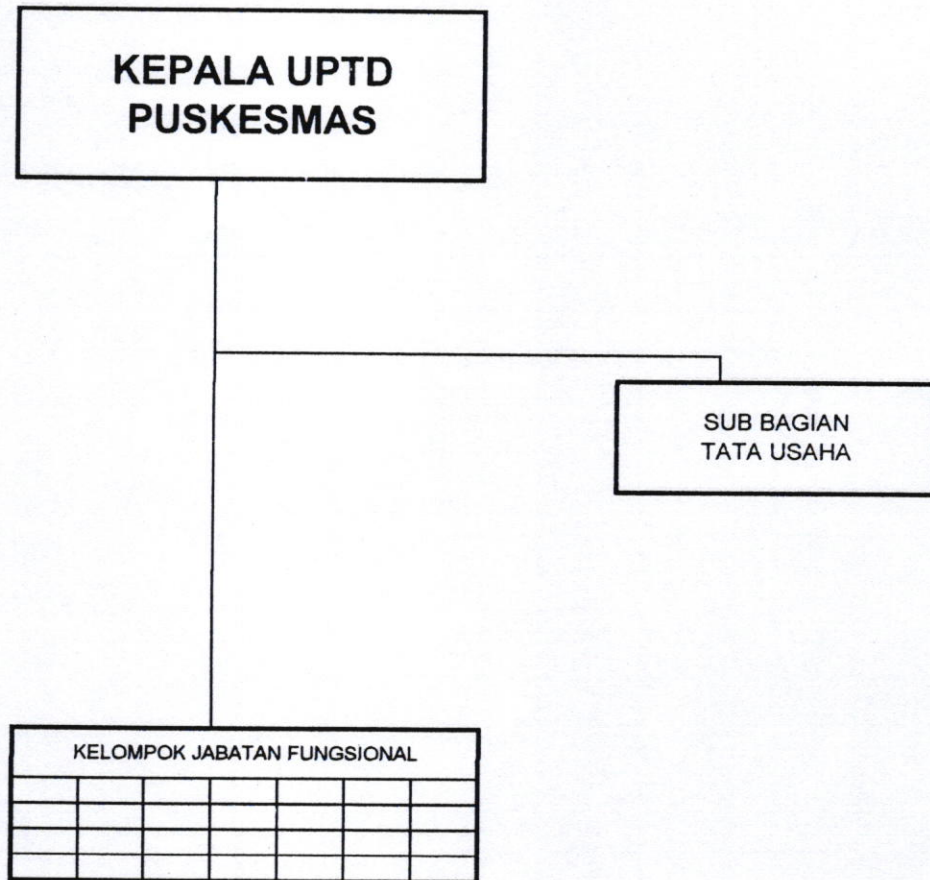 KEPALA UPTD
PUSKESMAS
SUB BAGIAN
TATA USAHA
KELOMPOK JABATAN FUNGSIONAL